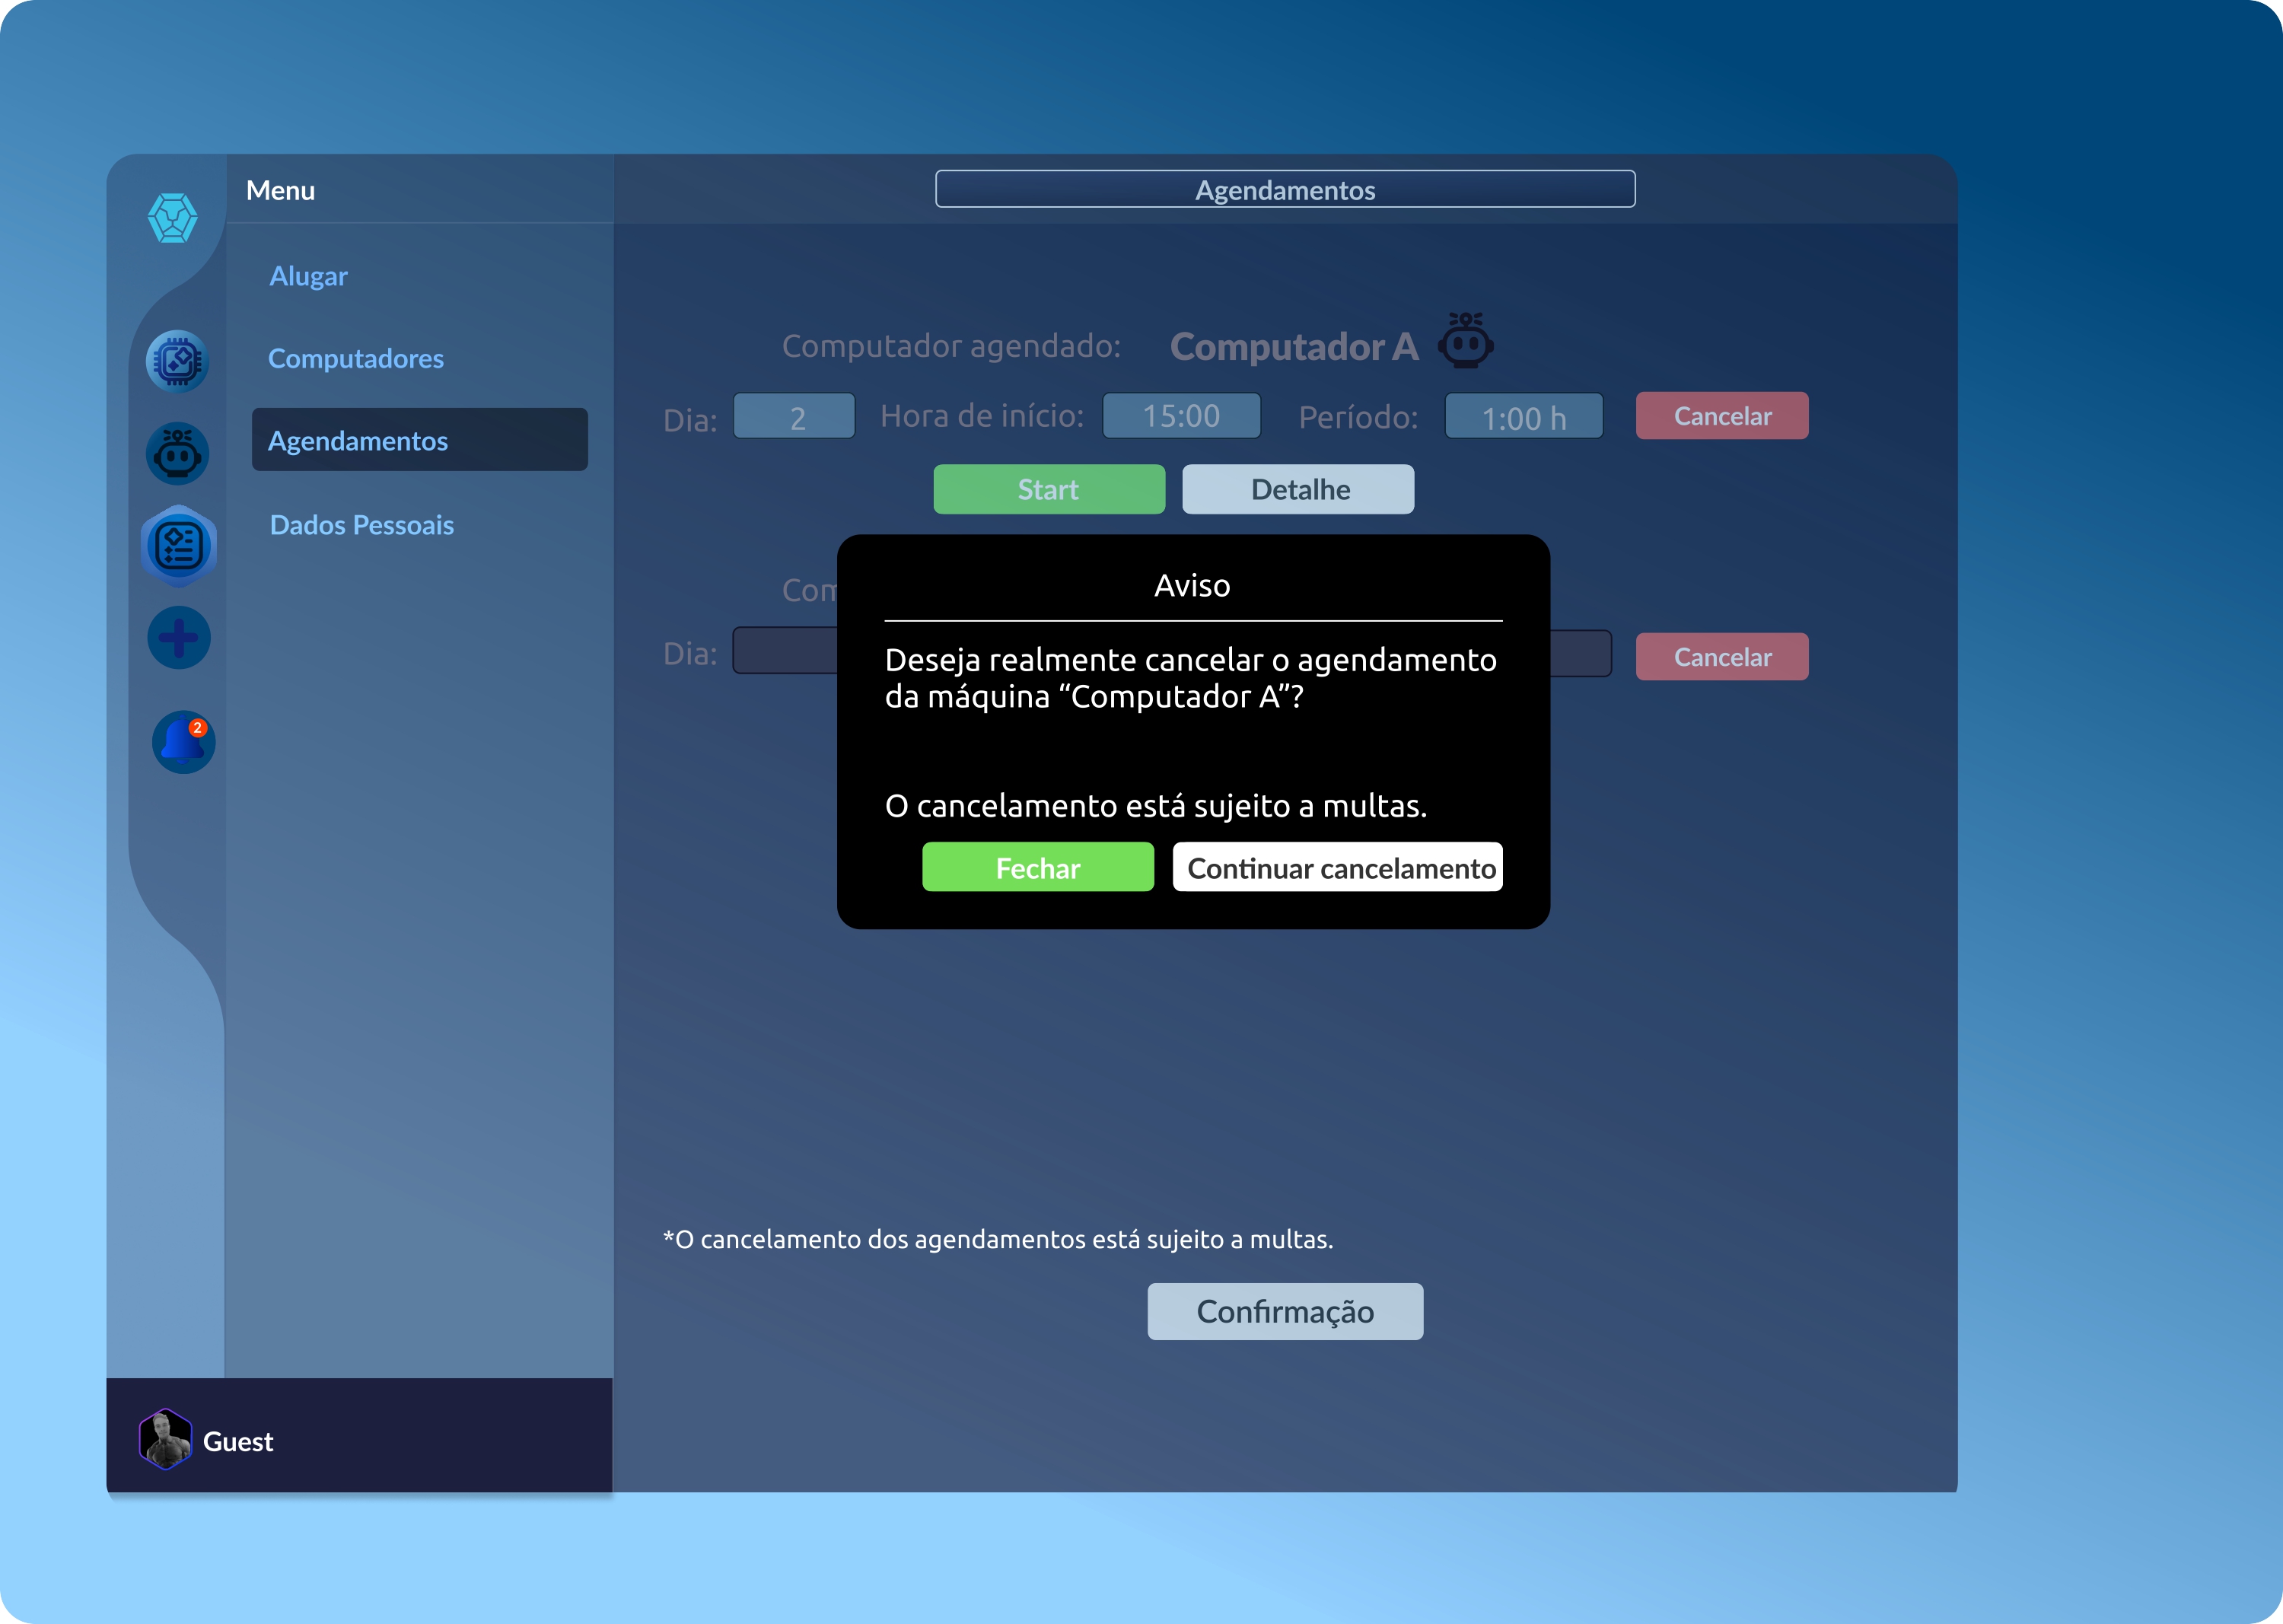 Menu
Agendamentos
Alugar
Computadores
Agendamentos
Dados Pessoais
Computador agendado: Computador A
Dia: 2 Hora de início: 15:00 Período: 1:00 h Cancelar
Start Detalhe
Aviso
Dia: Cancelar
Deseja realmente cancelar o agendamento
da máquina “Computador A”?
O cancelamento está sujeito a multas.
Fechar Continuar cancelamento
2
*O cancelamento dos agendamentos está sujeito a multas.
Confirmação
Guest